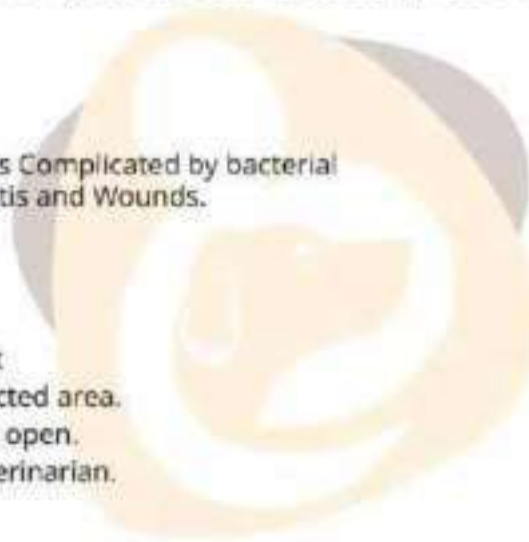 s Complicated by bacterial
tis and Wounds.
t
cted area.
open.
erinarian.